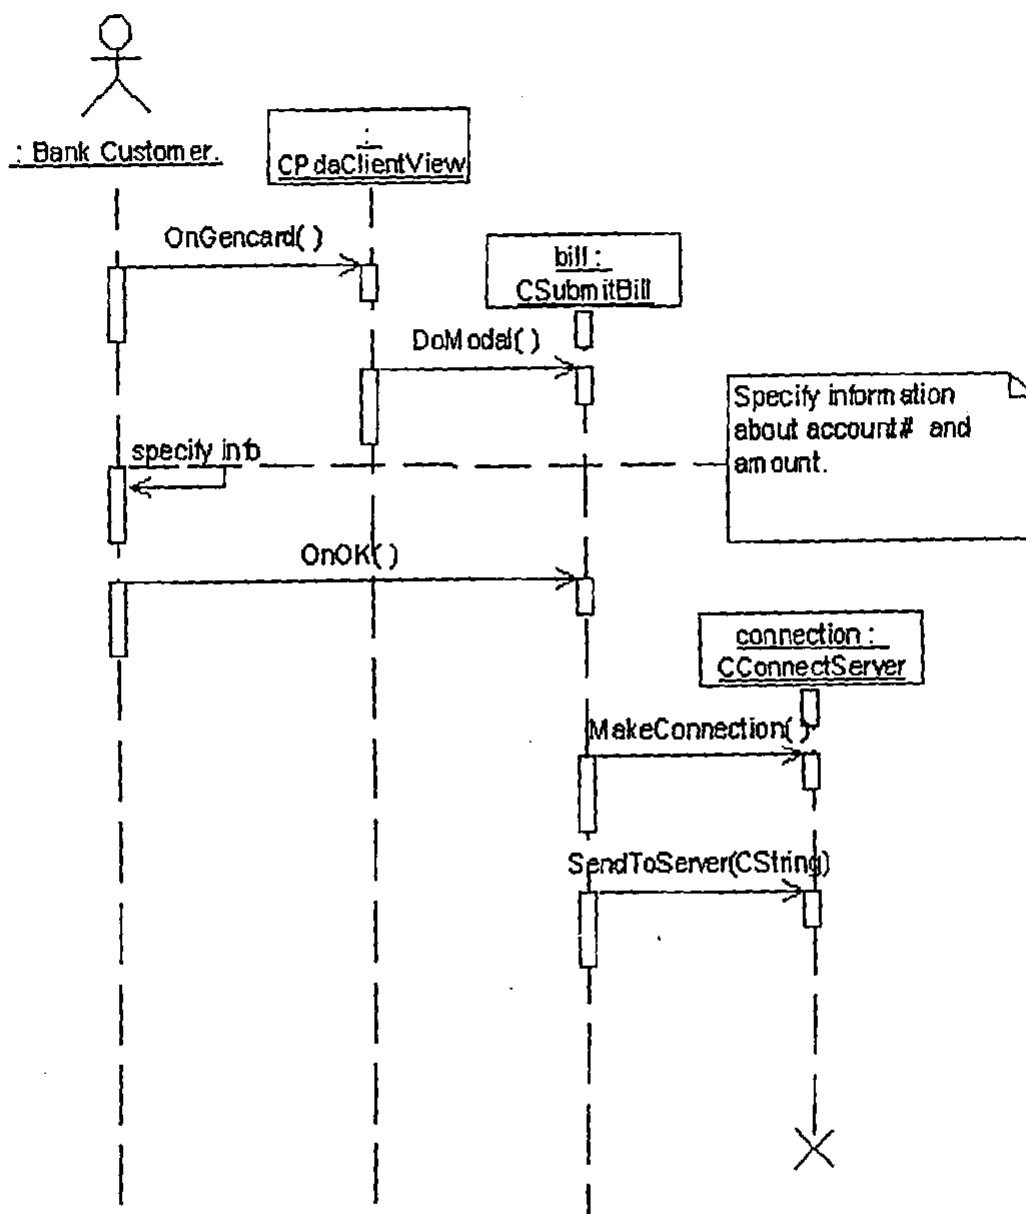 : Bank Customer.
:
CPdaClientView
OnGencard( )
bill :
CSubmitBill
DoModal( )
Specify information
about account# and
amount.
specify info
OnOK( )
connection :
CConnectServer
MakeConnection( )
SendToServer(CString)